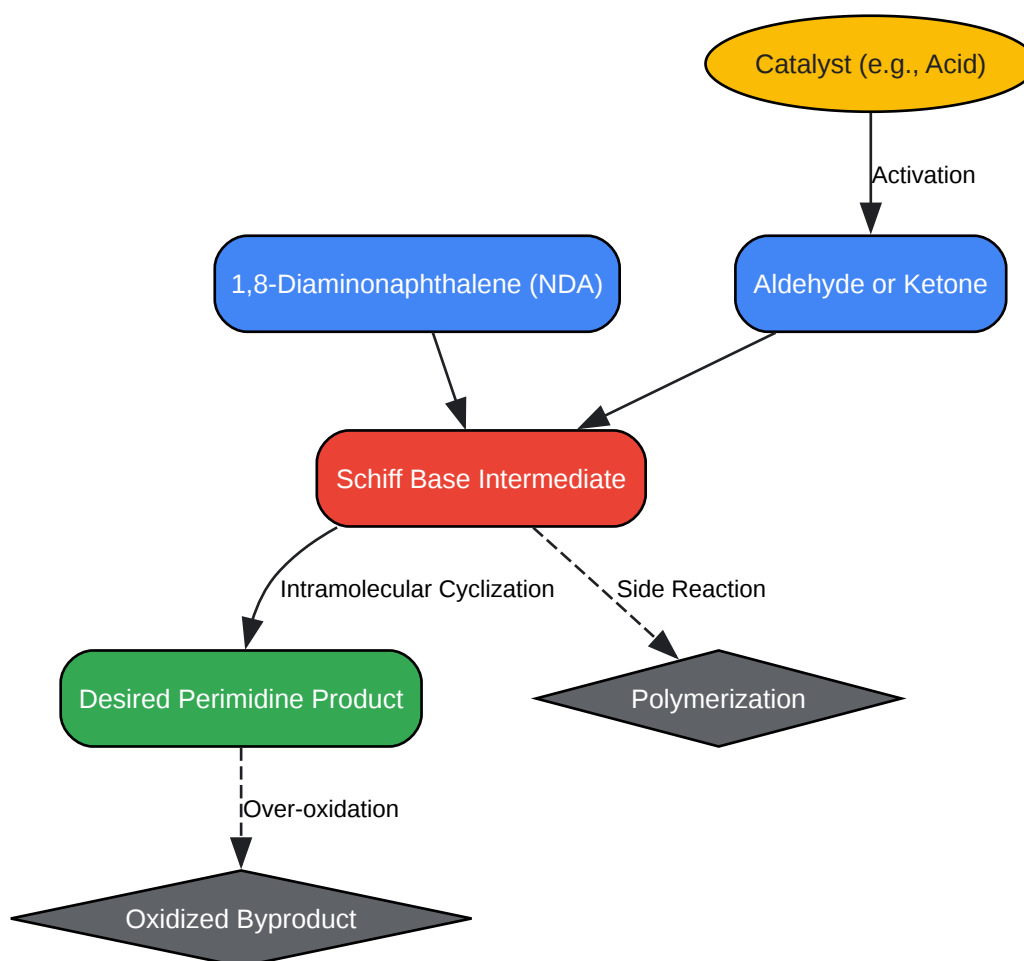 Catalyst (e.g., Acid)
Activation
1,8-Diaminonaphthalene (NDA)
Aldehyde or Ketone
Schiff Base Intermediate
Intramolecular Cyclization
Side Reaction
Desired Perimidine Product
Polymerization
Over-oxidation
Oxidized Byproduct